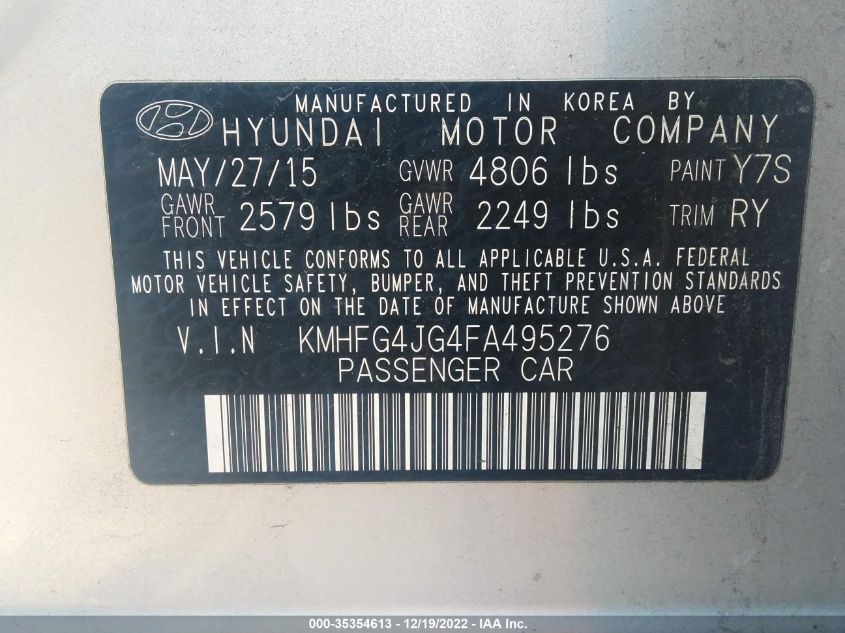 MANUFACTURED IN KOREA BY
HYUNDAI MOTOR COMPANY
MAY/27/15 GVWR 4806 lbs PAINT Y7S
GAWR FRONT 2579 lbs GAWR REAR 2249 lbs TRIM RY
THIS VEHICLE CONFORMS TO ALL APPLICABLE U.S.A. FEDERAL
MOTOR VEHICLE SAFETY, BUMPER, AND THEFT PREVENTION STANDARDS
IN EFFECT ON THE DATE OF MANUFACTURE SHOWN ABOVE
V.I.N KMHFG4JG4FA495276
PASSENGER CAR
000-35354613 - 12/19/2022 - IAA Inc.